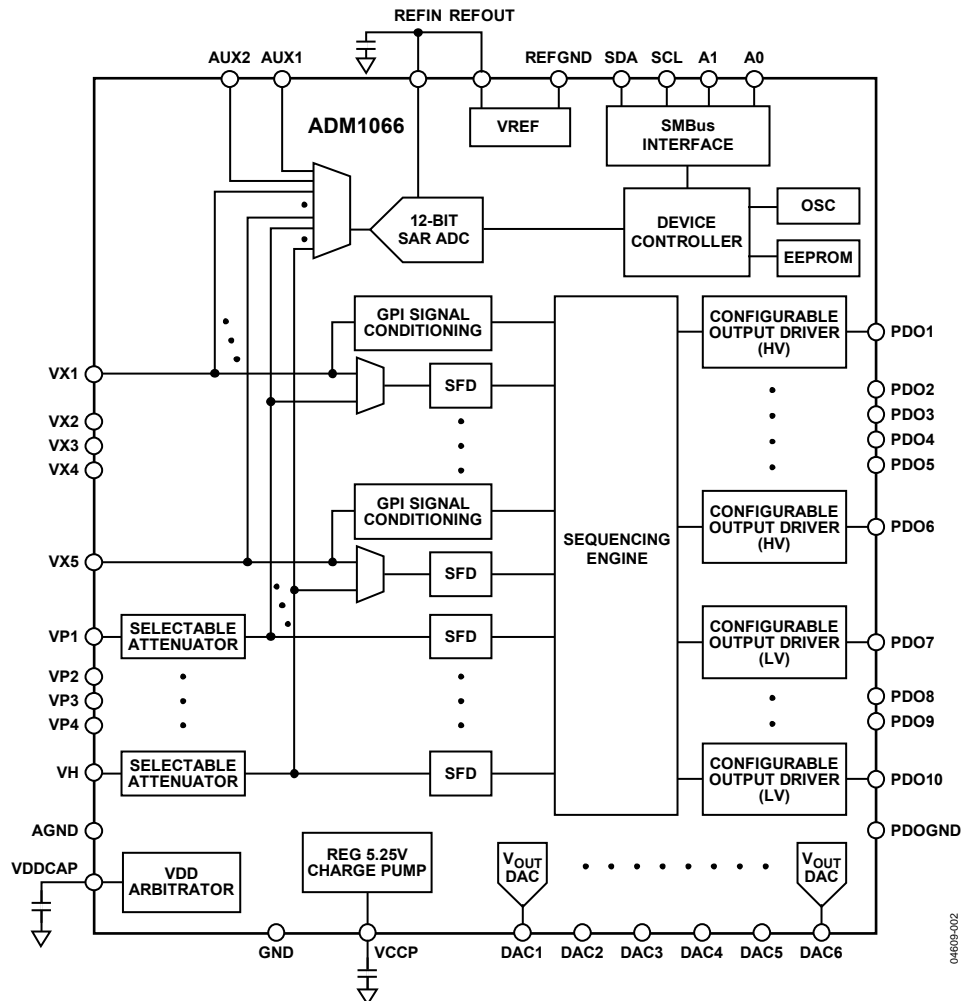 REFIN REFOUT
AUX2 AUX1
REFGND SDA SCL A1 A0
ADM1066
VREF
SMBus
INTERFACE
12-BIT
SAR ADC
DEVICE
CONTROLLER
OSC
EEPROM
GPI SIGNAL
CONDITIONING
CONFIGURABLE
OUTPUT DRIVER
(HV)
PDO1
VX1
SFD
PDO2
VX2
PDO3
VX3
PDO4
VX4
PDO5
GPI SIGNAL
CONDITIONING
SEQUENCING
ENGINE
CONFIGURABLE
OUTPUT DRIVER
(HV)
PDO6
VX5
SFD
VP1
SELECTABLE
ATTENUATOR
SFD
CONFIGURABLE
OUTPUT DRIVER
(LV)
PDO7
VP2
VP3
VP4
PDO8
PDO9
VH
SELECTABLE
ATTENUATOR
SFD
CONFIGURABLE
OUTPUT DRIVER
(LV)
PDO10
AGND
PDOGND
VDDCAP
VDD
ARBITRATOR
REG 5.25V
CHARGE PUMP
VOUT
DAC
VOUT
DAC
GND
VCCP
DAC1 DAC2 DAC3 DAC4 DAC5 DAC6
04609-002